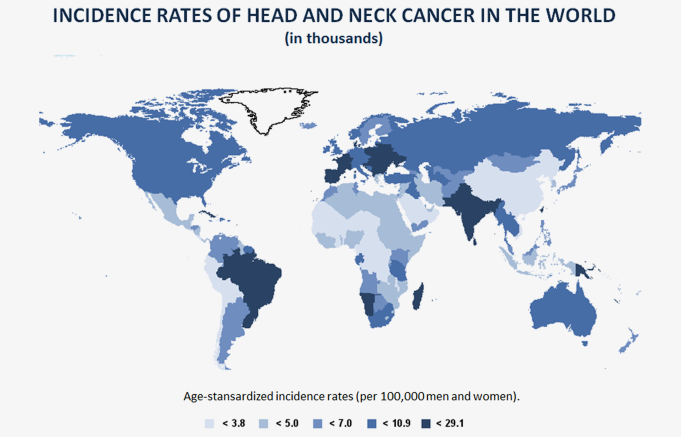 INCIDENCE RATES OF HEAD AND NECK CANCER IN THE WORLD
(in thousands)
Age-stansardized incidence rates (per 100,000 men and women).
< 3.8 < 5.0 < 7.0 < 10.9 < 29.1